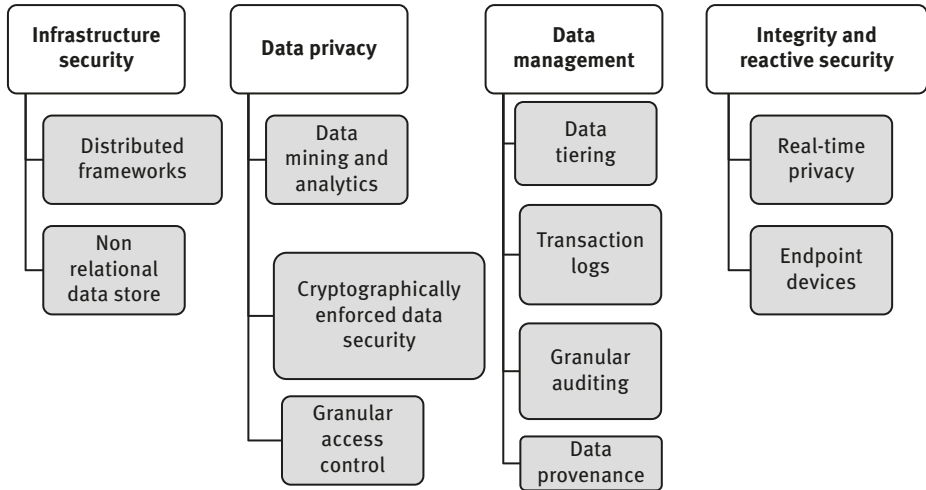 Infrastructure
security
Distributed
frameworks
Non
relational
data store
Data privacy
Data
mining and
analytics
Cryptographically
enforced data
security
Granular
access
control
Data
management
Data
tiering
Transaction
logs
Granular
auditing
Data
provenance
Integrity and
reactive security
Real-time
privacy
Endpoint
devices